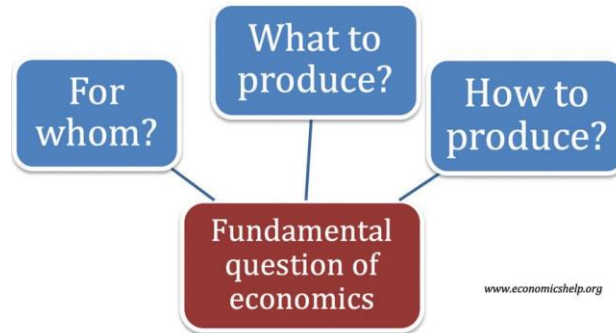 For
whom?
What to
produce?
How to
produce?
Fundamental
question of
economics
www.economicshelp.org